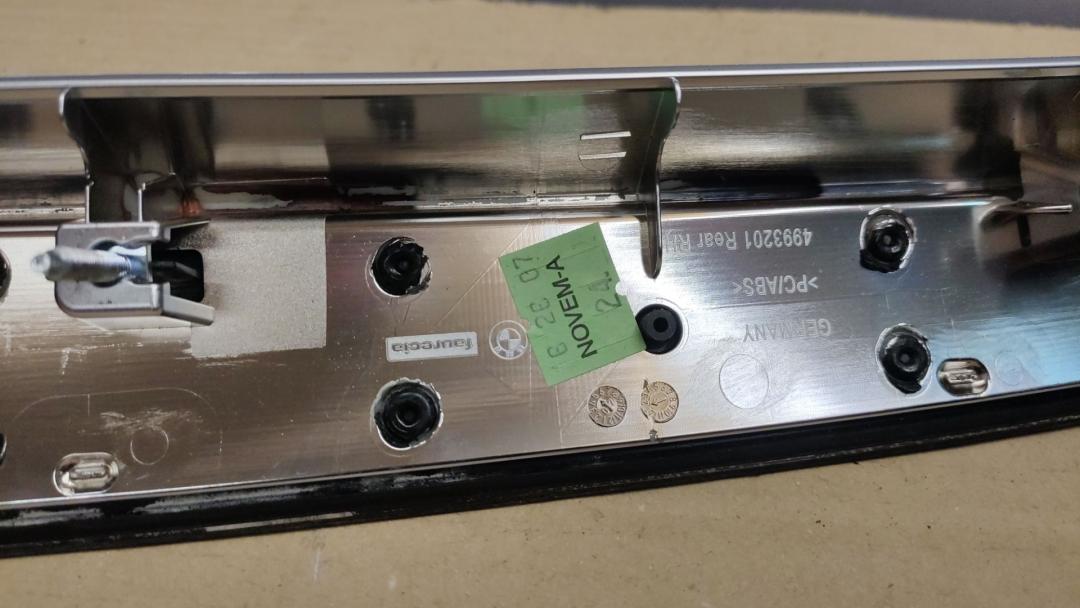 NOVEM-A
24.
faurecia
4993201 Rear RH
>PC/ABS<
GERMANY